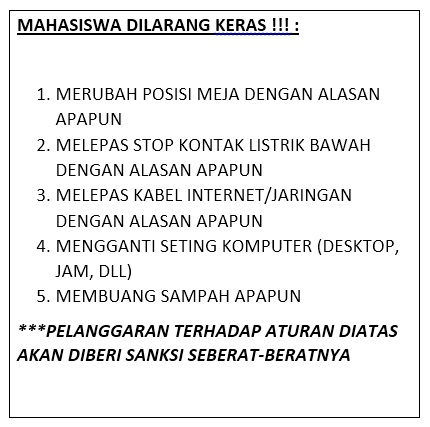 MAHASISWA DILARANG KERAS !!! :
1. MERUBAH POSISI MEJA DENGAN ALASAN
APAPUN
2. MELEPAS STOP KONTAK LISTRIK BAWAH
DENGAN ALASAN APAPUN
3. MELEPAS KABEL INTERNET/JARINGAN
DENGAN ALASAN APAPUN
4. MENGGANTI SETING KOMPUTER (DESKTOP,
JAM, DLL)
5. MEMBUANG SAMPAH APAPUN
***PELANGGARAN TERHADAP ATURAN DIATAS
AKAN DIBERI SANKSI SEBERAT-BERATNYA